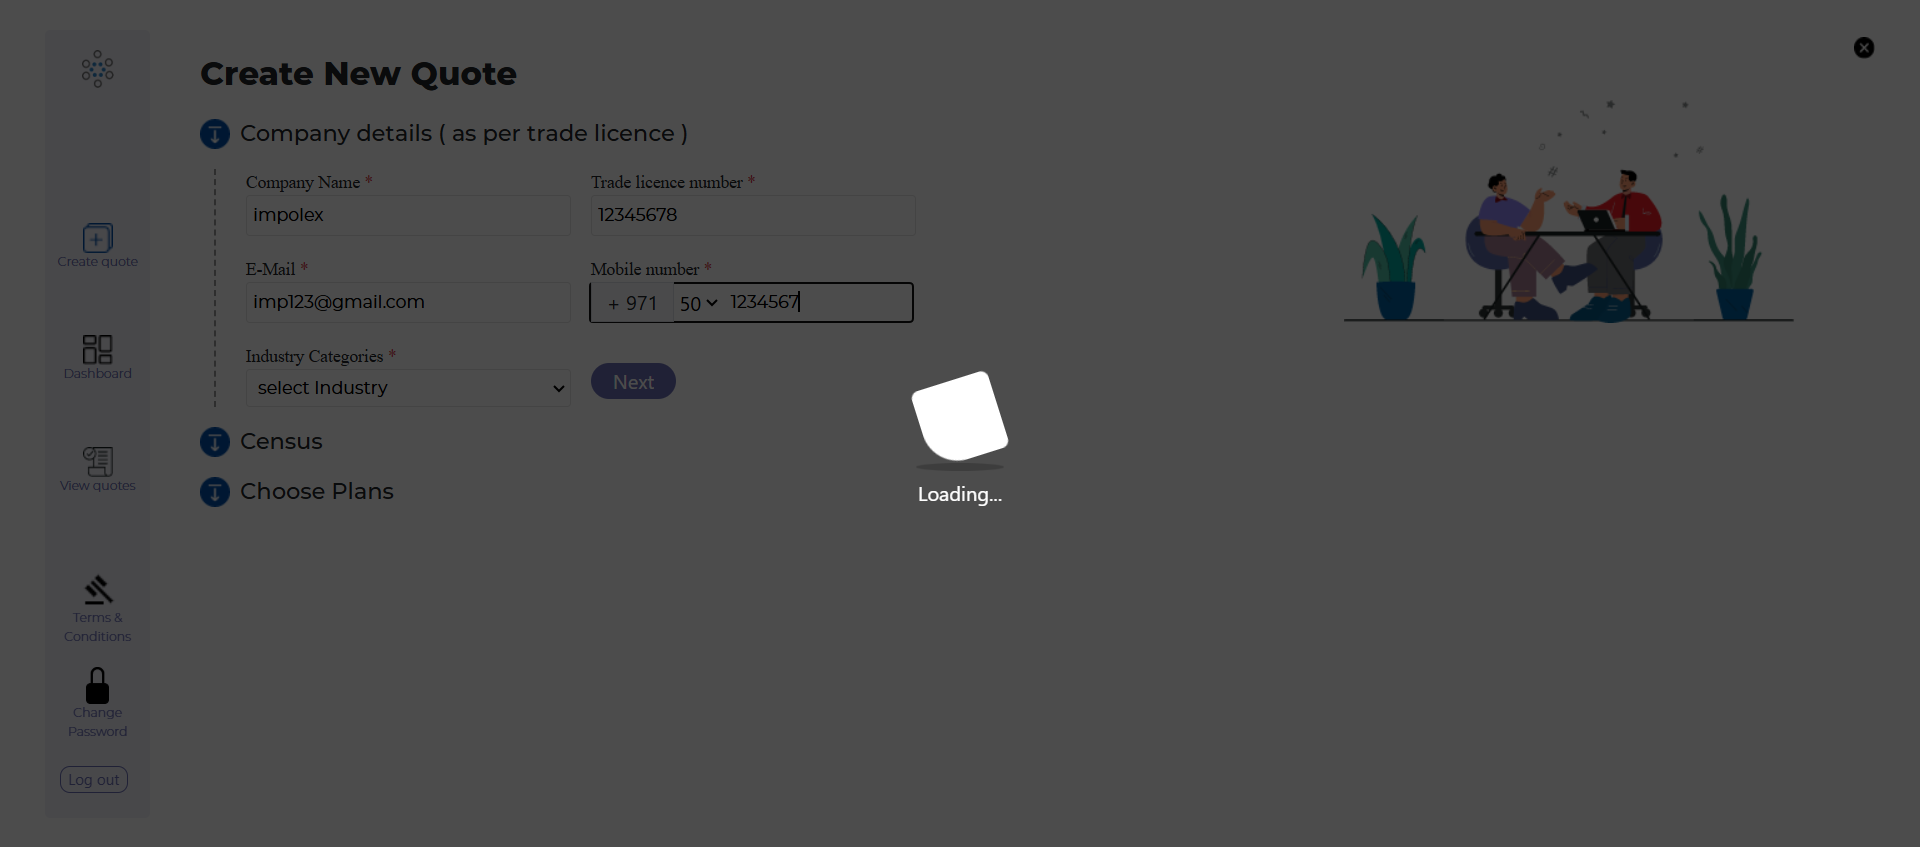 Create New Quote
Company details ( as per trade licence )
Company Name *
Trade licence number *
impolex
12345678
E-Mail *
Mobile number *
imp123@gmail.com
+ 971 50 1234567
Industry Categories *
select Industry
Next
Census
Choose Plans
Loading...
Create quote
Dashboard
View quotes
Terms &
Conditions
Change
Password
Log out